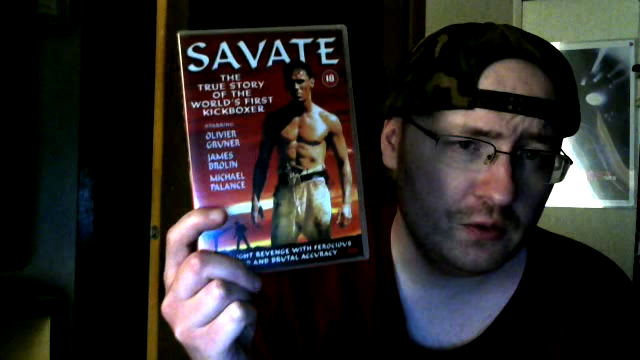 SAVATE
THE
TRUE STORY
OF THE
WORLD'S FIRST
KICKBOXER
18
STARRING
OLIVIER
GRUNER
JAMES
BROLIN
MICHAEL
PALANCE
REVENGE WITH FEROCIOUS
AND BRUTAL ACCURACY